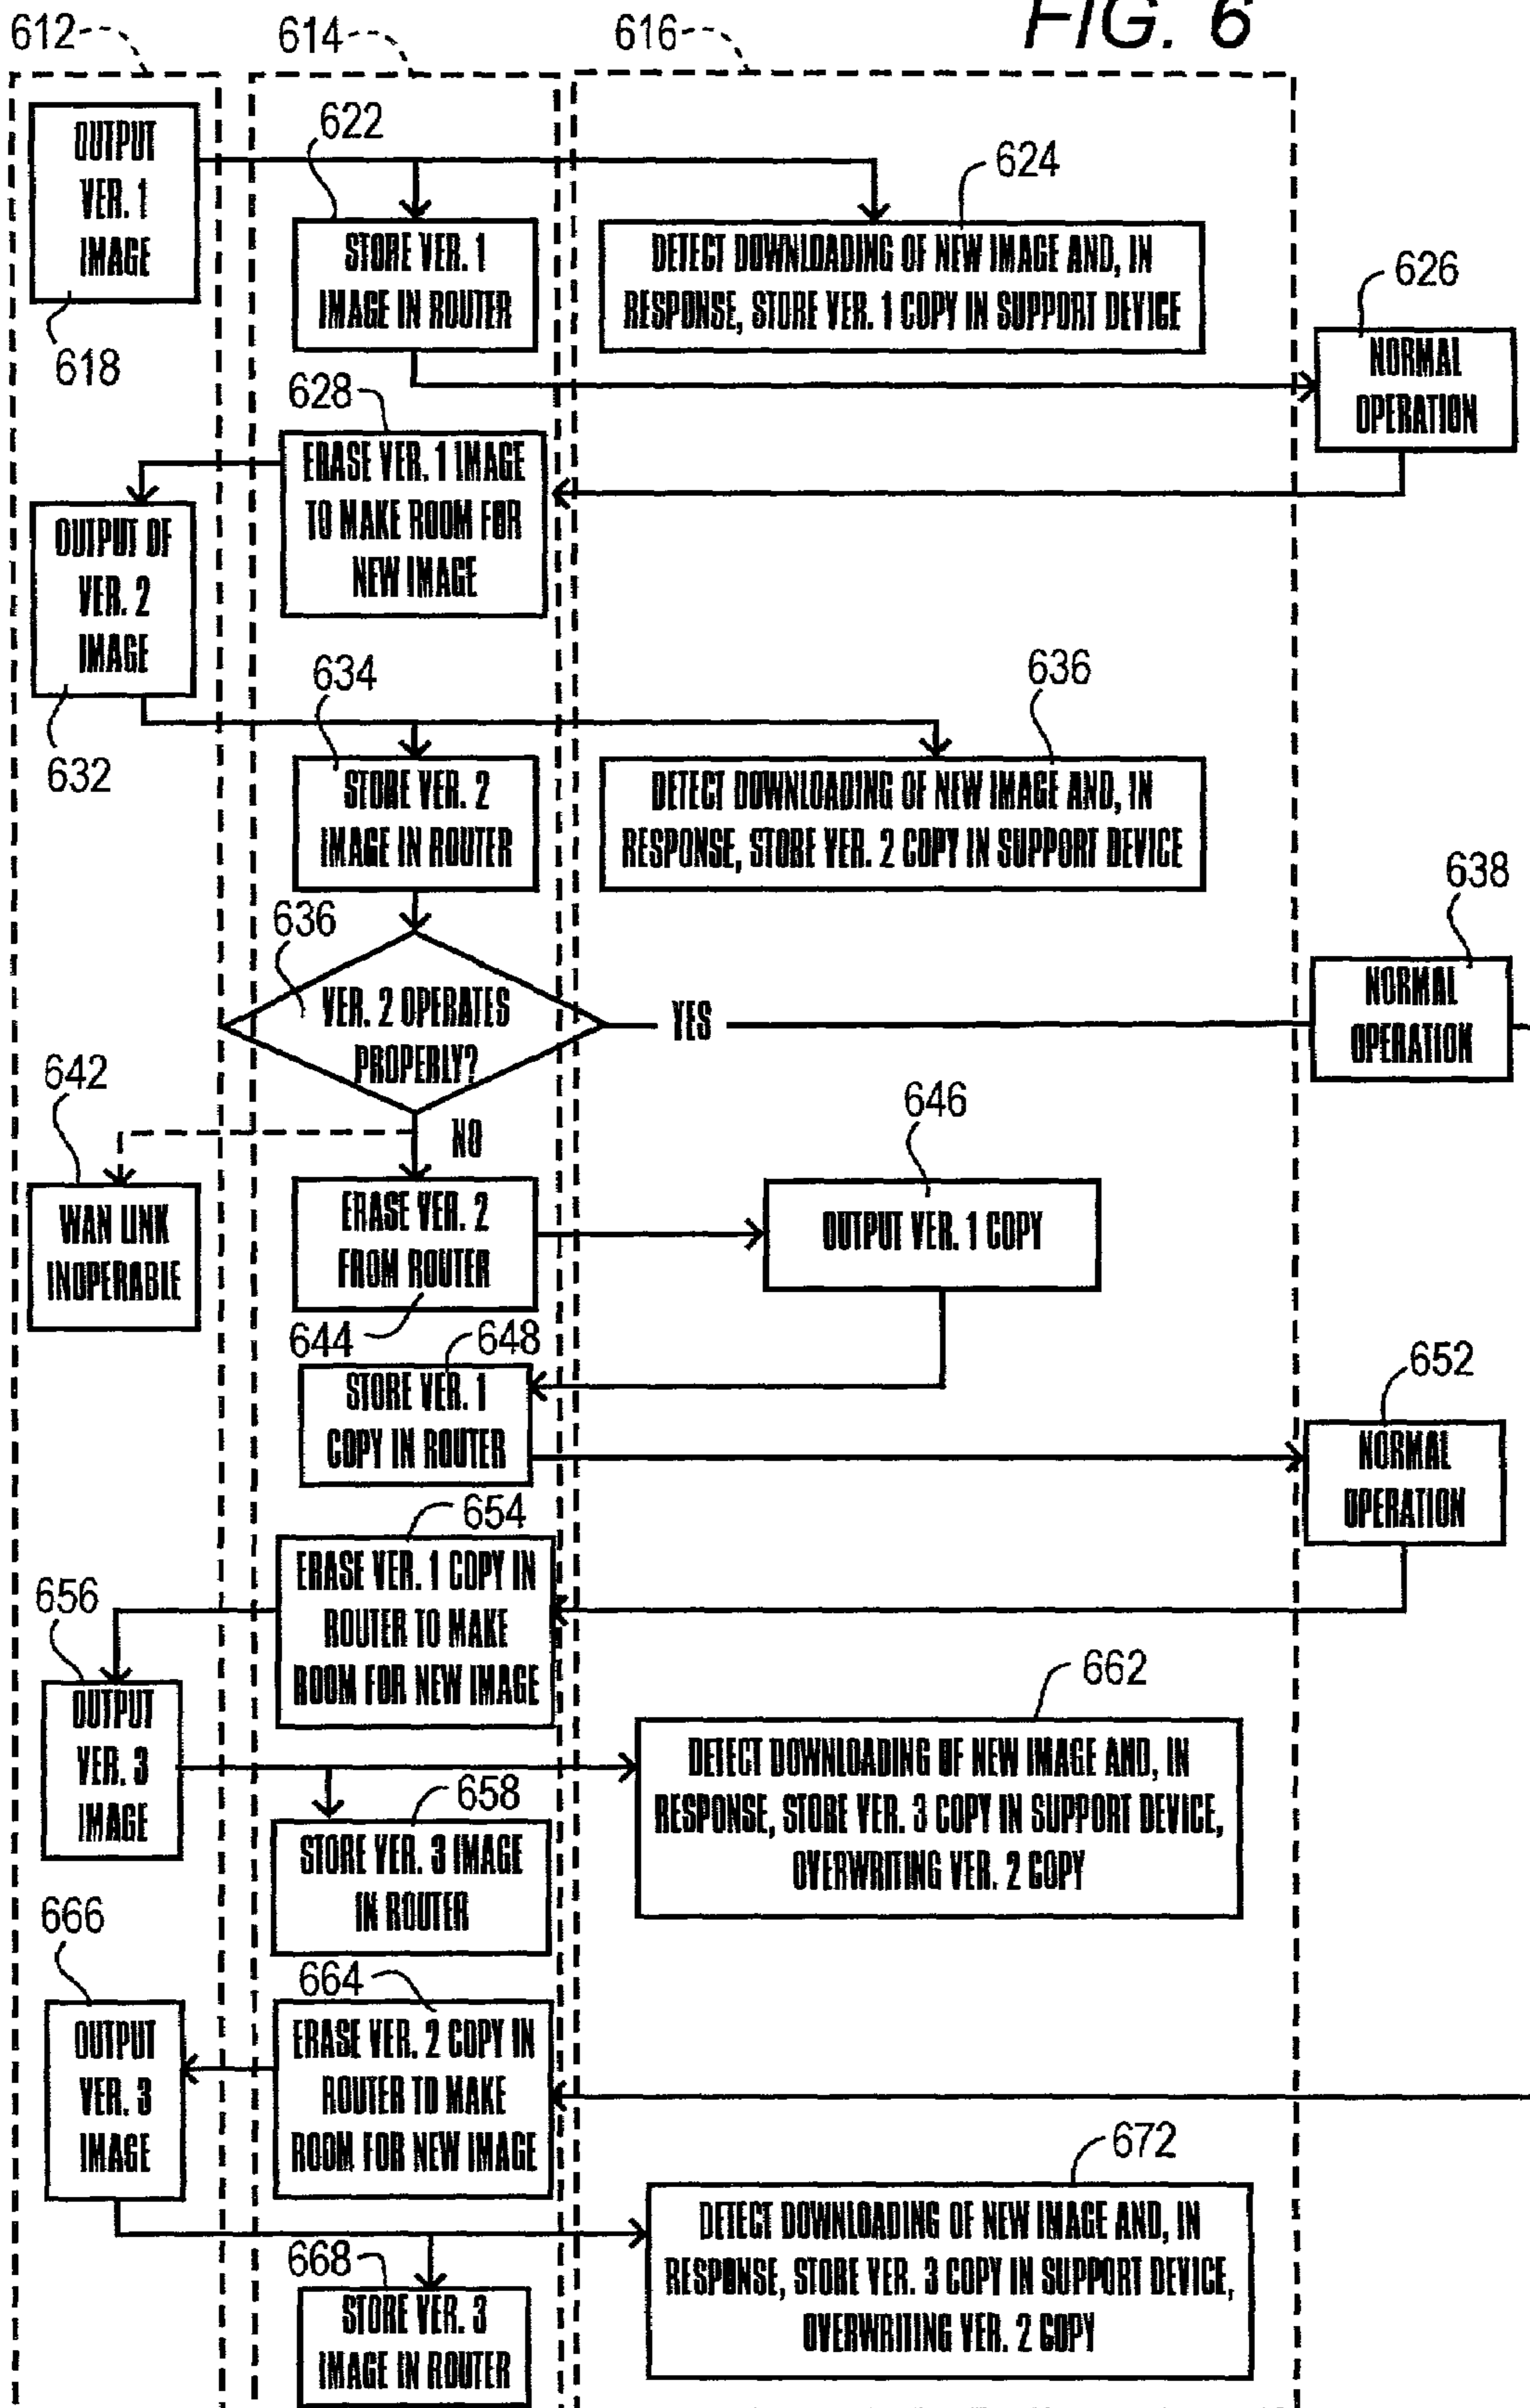 FIG. 6
612
614
616
OUTPUT
VER. 1
IMAGE
618
622
STORE VER. 1
IMAGE IN ROUTER
624
DETECT DOWNLOADING OF NEW IMAGE AND, IN
RESPONSE, STORE VER. 1 COPY IN SUPPORT DEVICE
626
NORMAL
OPERATION
628
ERASE VER. 1 IMAGE
TO MAKE ROOM FOR
NEW IMAGE
OUTPUT OF
VER. 2
IMAGE
632
634
STORE VER. 2
IMAGE IN ROUTER
636
DETECT DOWNLOADING OF NEW IMAGE AND, IN
RESPONSE, STORE VER. 2 COPY IN SUPPORT DEVICE
636
VER. 2 OPERATES
PROPERLY?
YES
638
NORMAL
OPERATION
NO
642
WAN LINK
INOPERABLE
ERASE VER. 2
FROM ROUTER
644
646
OUTPUT VER. 1 COPY
648
STORE VER. 1
COPY IN ROUTER
652
NORMAL
OPERATION
654
ERASE VER. 1 COPY IN
ROUTER TO MAKE
ROOM FOR NEW IMAGE
656
OUTPUT
VER. 3
IMAGE
658
STORE VER. 3 IMAGE
IN ROUTER
662
DETECT DOWNLOADING OF NEW IMAGE AND, IN
RESPONSE, STORE VER. 3 COPY IN SUPPORT DEVICE,
OVERWRITING VER. 2 COPY
664
ERASE VER. 2 COPY IN
ROUTER TO MAKE
ROOM FOR NEW IMAGE
666
OUTPUT
VER. 3
IMAGE
668
STORE VER. 3
IMAGE IN ROUTER
672
DETECT DOWNLOADING OF NEW IMAGE AND, IN
RESPONSE, STORE VER. 3 COPY IN SUPPORT DEVICE,
OVERWRITING VER. 2 COPY